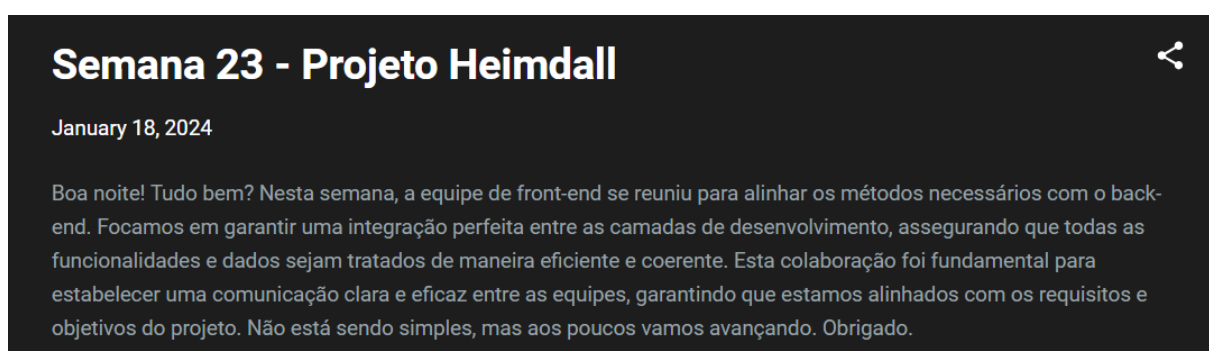 Semana 23 - Projeto Heimdall
January 18, 2024
Boa noite! Tudo bem? Nesta semana, a equipe de front-end se reuniu para alinhar os métodos necessários com o back-
end. Focamos em garantir uma integração perfeita entre as camadas de desenvolvimento, assegurando que todas as
funcionalidades e dados sejam tratados de maneira eficiente e coerente. Esta colaboração foi fundamental para
estabelecer uma comunicação clara e eficaz entre as equipes, garantindo que estamos alinhados com os requisitos e
objetivos do projeto. Não está sendo simples, mas aos poucos vamos avançando. Obrigado.